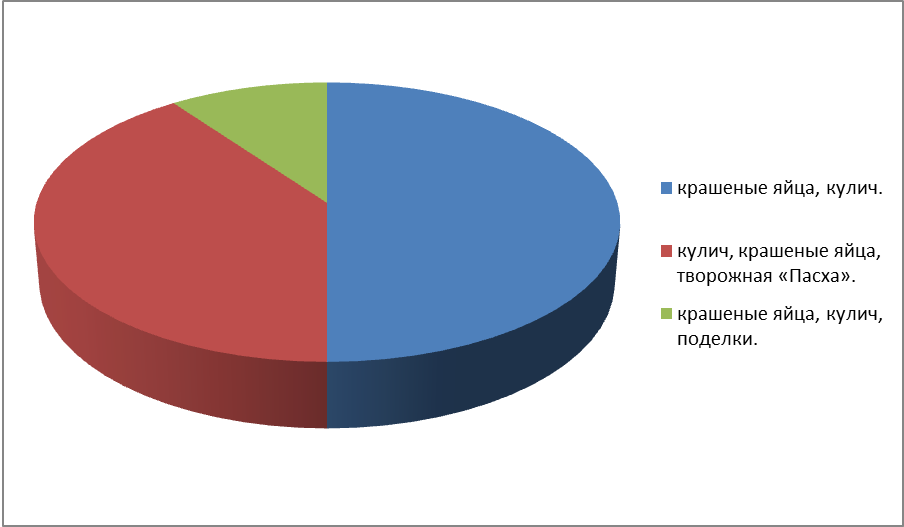 крашеные яйца, кулич.
кулич, крашеные яйца,
творожная «Пасха».
крашеные яйца, кулич,
поделки.